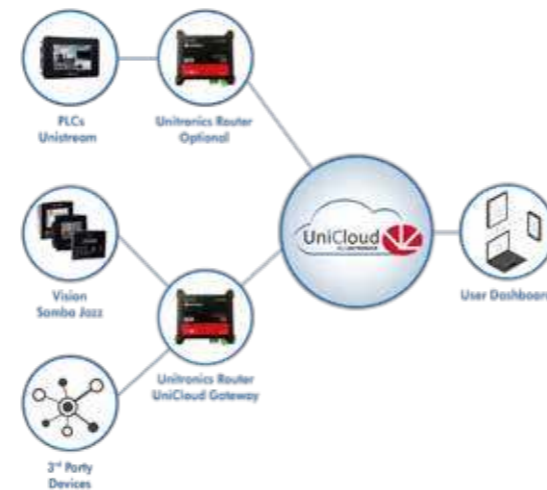 PLCs
Unistream
Unitronics Router
Optional
UniCloud
User Dashboard
Vision
Samba Jazz
Unitronics Router
UniCloud Gateway
3rd Party
Devices